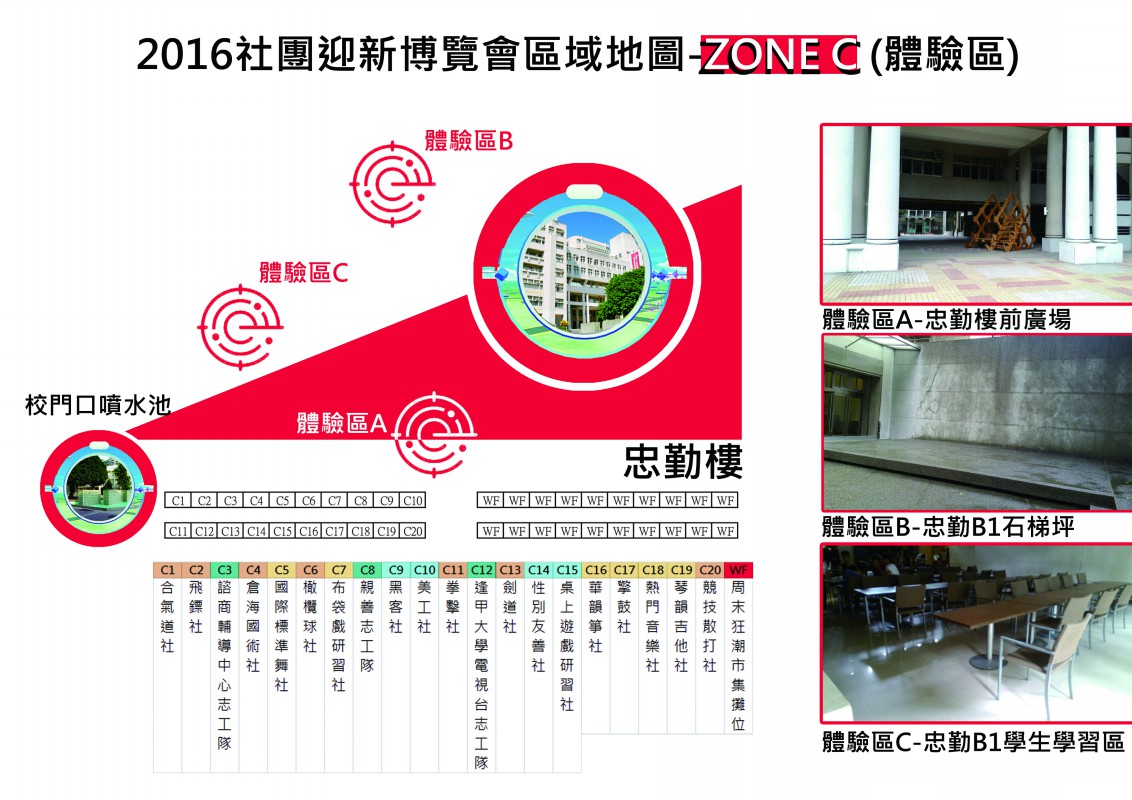 2016社團迎新博覽會區域地圖-ZONE C (體驗區)
體驗區B
體驗區C
校門口噴水池
體驗區A
忠勤樓
C1 C2 C3 C4 C5 C6 C7 C8 C9 C10 WF WF WF WF WF WF WF WF WF WF
C11 C12 C13 C14 C15 C16 C17 C18 C19 C20 WF WF WF WF WF WF WF WF WF WF
C1 合氣道社
C2 飛鏢社
C3 諮商輔導中心志工隊
C4 倉海國術社
C5 國際標準舞社
C6 橄欖球社
C7 布袋戲研習社
C8 親善志工隊
C9 黑客社
C10 美工社
C11 拳擊社
C12 逢甲大學電視台志工隊
C13 劍道社
C14 性別友善社
C15 桌上遊戲研習社
C16 華韻箏社
C17 擎鼓社
C18 熱門音樂社
C19 琴韻吉他社
C20 競技散打社
WF 周末狂潮市集攤位
體驗區A-忠勤樓前廣場
體驗區B-忠勤B1石梯坪
體驗區C-忠勤B1學生學習區